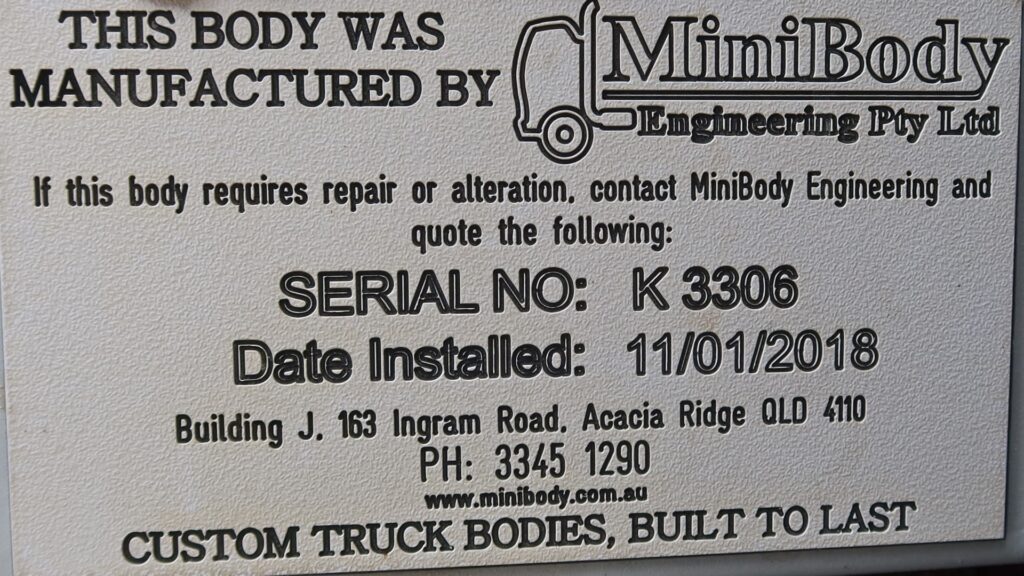 THIS BODY WAS
MANUFACTURED BY
MiniBody
Engineering Pty Ltd
If this body requires repair or alteration, contact MiniBody Engineering and
quote the following:
SERIAL NO: K 3306
Date Installed: 11/01/2018
Building J, 163 Ingram Road, Acacia Ridge QLD 4110
PH: 3345 1290
www.minibody.com.au
CUSTOM TRUCK BODIES, BUILT TO LAST